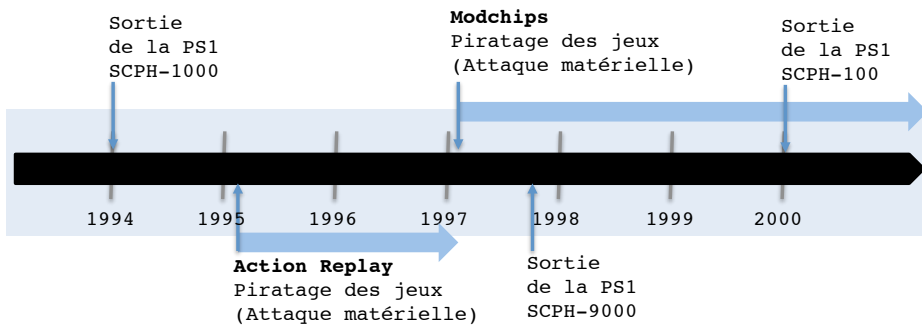 Sortie
de la PS1
SCPH-1000
Modchips
Piratage des jeux
(Attaque matérielle)
Sortie
de la PS1
SCPH-100
1994 1995 1996 1997 1998 1999 2000
Action Replay
Piratage des jeux
(Attaque matérielle)
Sortie
de la PS1
SCPH-9000